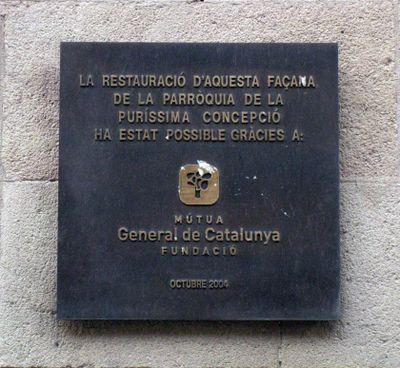 LA RESTAURACIÓ D'AQUESTA FAÇANA
DE LA PARRÒQUIA DE LA
PURÍSSIMA CONCEPCIÓ
HA ESTAT POSSIBLE GRÀCIES A:
MÚTUA
General de Catalunya
FUNDACIÓ
OCTUBRE 2004